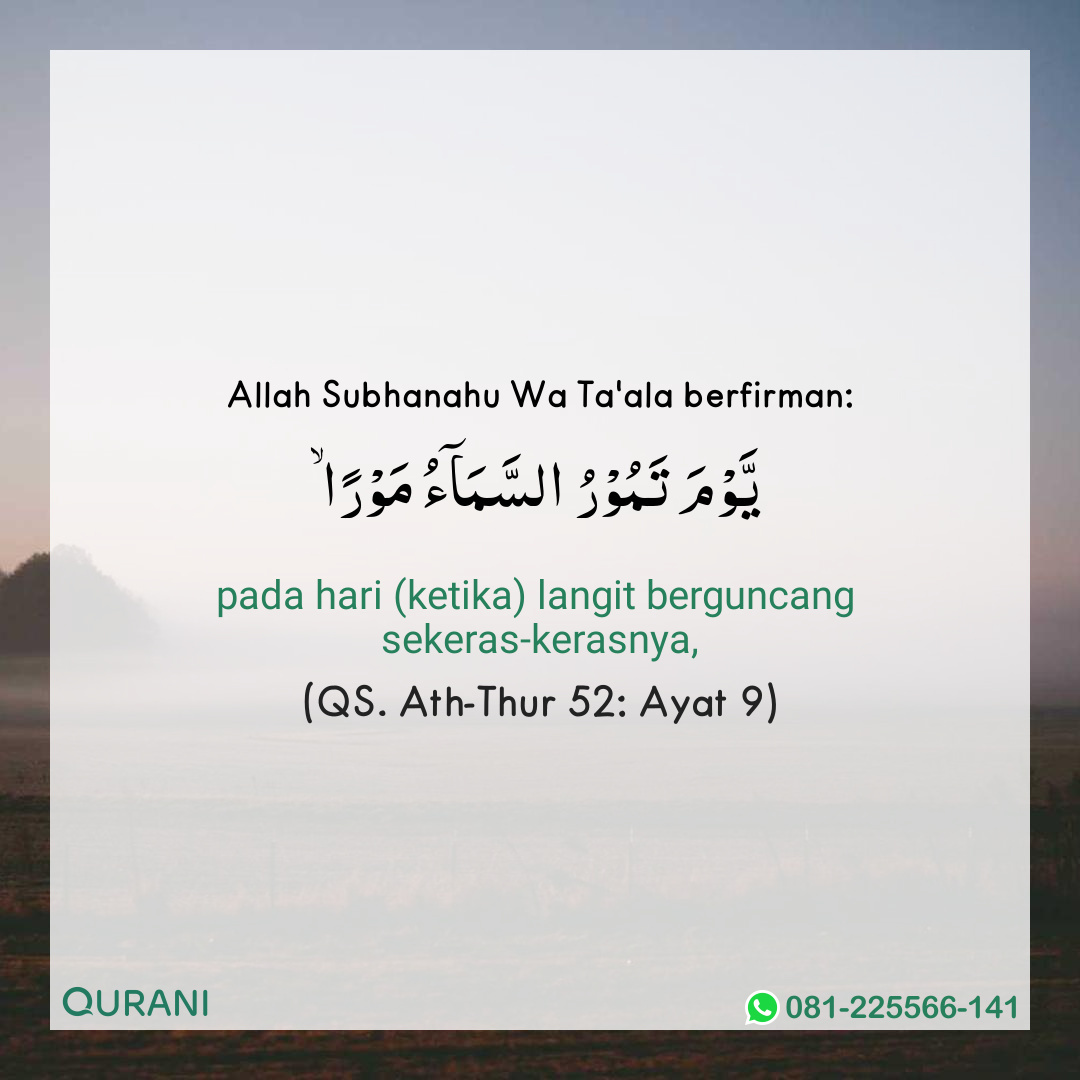 Allah Subhanahu Wa Ta'ala berfirman:
يَّوْمَ تَمُوْرُ السَّمَاۤءُ مَوْرًاۙ
pada hari (ketika) langit berguncang
sekeras-kerasnya,
(QS. Ath-Thur 52: Ayat 9)
QURANI
081-225566-141